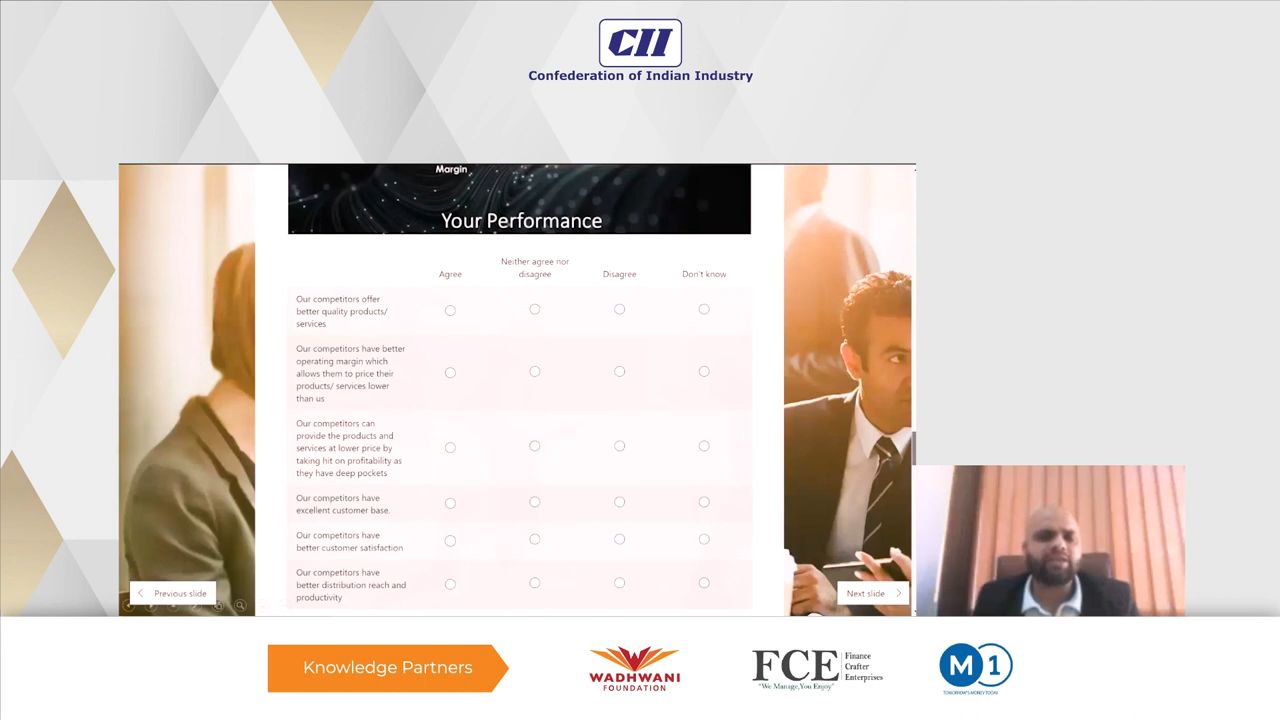 CII
Confederation of Indian Industry
Margin
Your Performance
Agree
Neither agree nor
disagree
Disagree
Don't know
Our competitors offer
better quality products/
services
Our competitors have better
operating margin which
allows them to price their
products/ services lower
than us
Our competitors can
provide the products and
services at lower price by
taking hit on profitability as
they have deep pockets
Our competitors have
excellent customer base.
Our competitors have
better customer satisfaction
Our competitors have
better distribution reach and
productivity
Previous slide
Next slide
Knowledge Partners
WADHWANI
FOUNDATION
FCE
Finance
Crafter
Enterprises
"We Manage,You Enjoy"
M1
TOMORROW'S MONEY TODAY